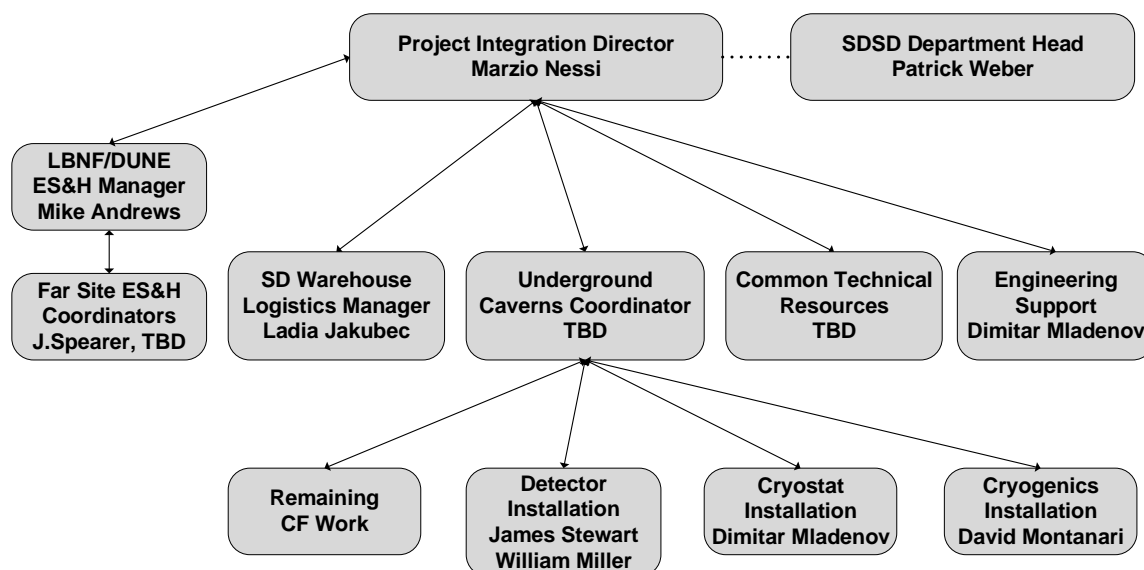 Project Integration Director
Marzio Nessi
SDSD Department Head
Patrick Weber
LBNF/DUNE
ES&H Manager
Mike Andrews
Far Site ES&H
Coordinators
J.Spearer, TBD
SD Warehouse
Logistics Manager
Ladia Jakubec
Underground
Caverns Coordinator
TBD
Common Technical
Resources
TBD
Engineering
Support
Dimitar Mladenov
Remaining
CF Work
Detector
Installation
James Stewart
William Miller
Cryostat
Installation
Dimitar Mladenov
Cryogenics
Installation
David Montanari